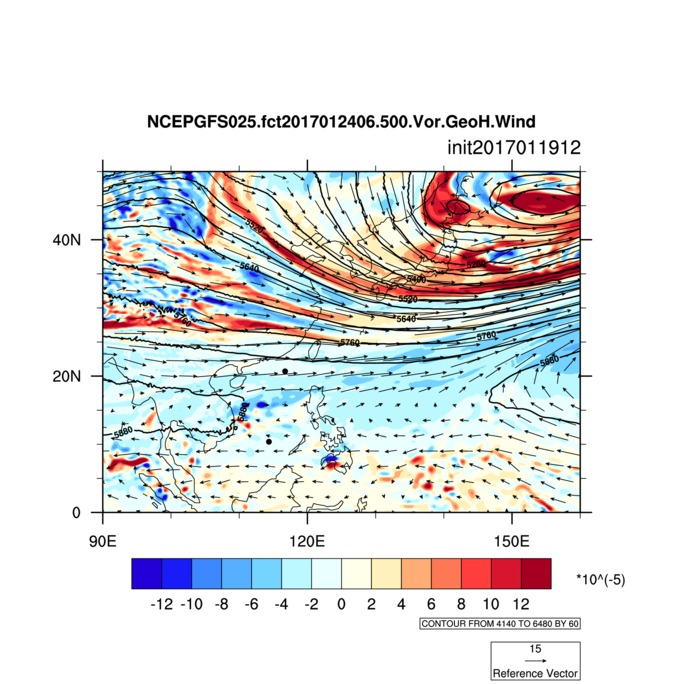 NCEPGFS025.fct2017012406.500.Vor.GeoH.Wind
init2017011912
40N
20N
0
90E 120E 150E
5520
5640
5400
5520
5640
5760
5760
5760
5880
5880
-12 -10 -8 -6 -4 -2 0 2 4 6 8 10 12
*10^(-5)
CONTOUR FROM 4140 TO 6480 BY 60
15
Reference Vector